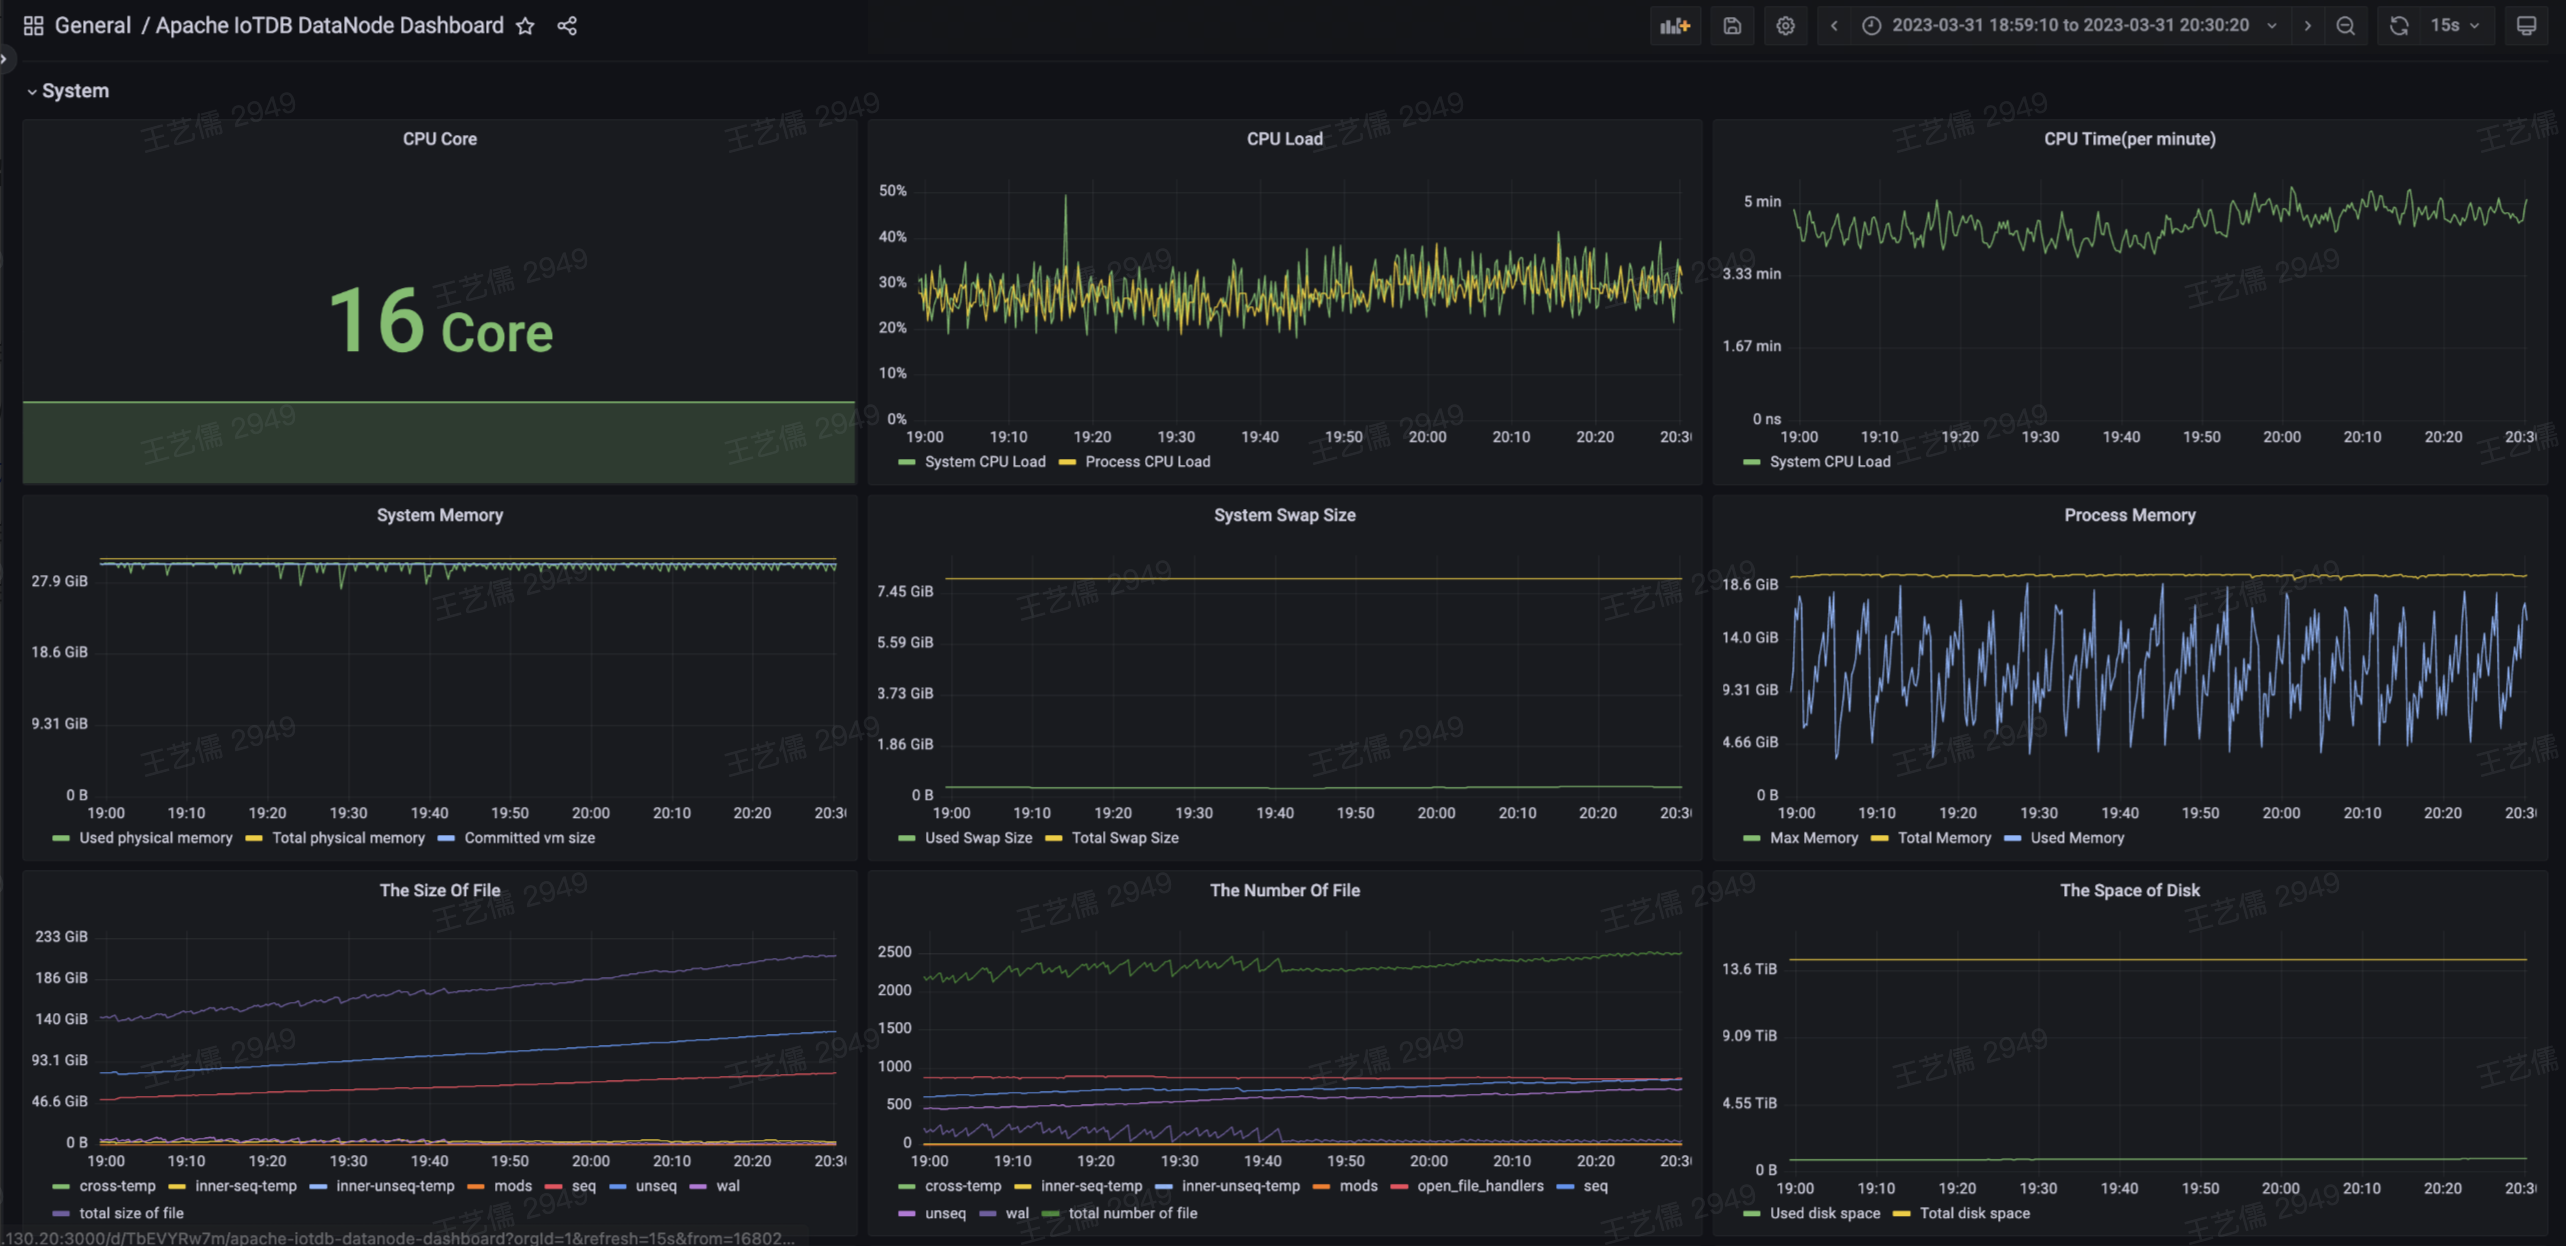 General / Apache IoTDB DataNode Dashboard
2023-03-31 18:59:10 to 2023-03-31 20:30:20
15s
System
CPU Core
16 Core
CPU Load
50%
40%
30%
20%
10%
0%
19:00 19:10 19:20 19:30 19:40 19:50 20:00 20:10 20:20 20:30
System CPU Load Process CPU Load
CPU Time(per minute)
5 min
3.33 min
1.67 min
0 ns
19:00 19:10 19:20 19:30 19:40 19:50 20:00 20:10 20:20 20:30
System CPU Load
System Memory
27.9 GiB
18.6 GiB
9.31 GiB
0 B
19:00 19:10 19:20 19:30 19:40 19:50 20:00 20:10 20:20 20:30
Used physical memory Total physical memory Committed vm size
System Swap Size
7.45 GiB
5.59 GiB
3.73 GiB
1.86 GiB
0 B
19:00 19:10 19:20 19:30 19:40 19:50 20:00 20:10 20:20 20:30
Used Swap Size Total Swap Size
Process Memory
18.6 GiB
14.0 GiB
9.31 GiB
4.66 GiB
0 B
19:00 19:10 19:20 19:30 19:40 19:50 20:00 20:10 20:20 20:30
Max Memory Total Memory Used Memory
The Size Of File
233 GiB
186 GiB
140 GiB
93.1 GiB
46.6 GiB
0 B
19:00 19:10 19:20 19:30 19:40 19:50 20:00 20:10 20:20 20:30
cross-temp inner-seq-temp inner-unseq-temp mods seq unseq wal
total size of file
The Number Of File
2500
2000
1500
1000
500
0
19:00 19:10 19:20 19:30 19:40 19:50 20:00 20:10 20:20 20:30
cross-temp inner-seq-temp inner-unseq-temp mods open_file_handlers seq
unseq wal total number of file
The Space of Disk
13.6 TiB
9.09 TiB
4.55 TiB
0 B
19:00 19:10 19:20 19:30 19:40 19:50 20:00 20:10 20:20 20:30
Used disk space Total disk space
.130.20:3000/d/TbEVYRw7m/apache-iotdb-datanode-dashboard?orgId=1&refresh=15s&from=16802...
王艺儒 2949